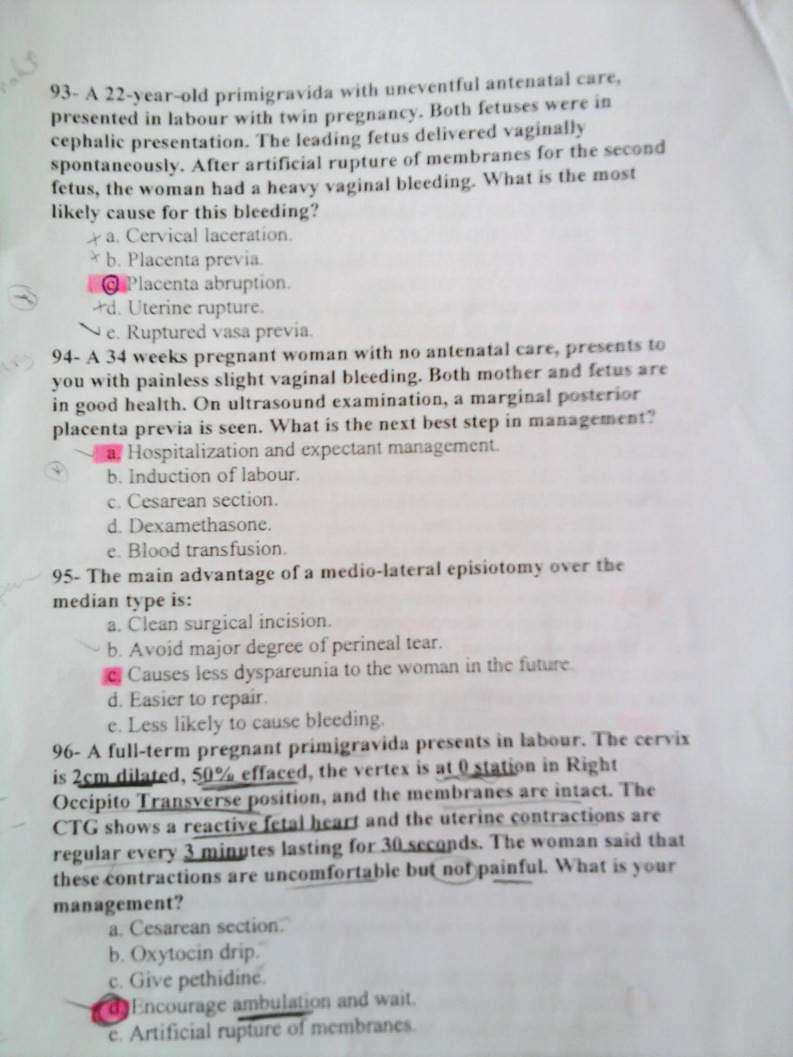 93- A 22-year-old primigravida with uneventful antenatal care,
presented in labour with twin pregnancy. Both fetuses were in
cephalic presentation. The leading fetus delivered vaginally
spontaneously. After artificial rupture of membranes for the second
fetus, the woman had a heavy vaginal bleeding. What is the most
likely cause for this bleeding?
a. Cervical laceration.
b. Placenta previa.
c. Placenta abruption.
d. Uterine rupture.
e. Ruptured vasa previa.
94- A 34 weeks pregnant woman with no antenatal care, presents to
you with painless slight vaginal bleeding. Both mother and fetus are
in good health. On ultrasound examination, a marginal posterior
placenta previa is seen. What is the next best step in management?
a. Hospitalization and expectant management.
b. Induction of labour.
c. Cesarean section.
d. Dexamethasone.
e. Blood transfusion.
95- The main advantage of a medio-lateral episiotomy over the
median type is:
a. Clean surgical incision.
b. Avoid major degree of perineal tear.
c. Causes less dyspareunia to the woman in the future.
d. Easier to repair.
e. Less likely to cause bleeding.
96- A full-term pregnant primigravida presents in labour. The cervix
is 2cm dilated, 50% effaced, the vertex is at 0 station in Right
Occipito Transverse position, and the membranes are intact. The
CTG shows a reactive fetal heart and the uterine contractions are
regular every 3 minutes lasting for 30 seconds. The woman said that
these contractions are uncomfortable but not painful. What is your
management?
a. Cesarean section.
b. Oxytocin drip.
c. Give pethidine.
d. Encourage ambulation and wait.
e. Artificial rupture of membranes.